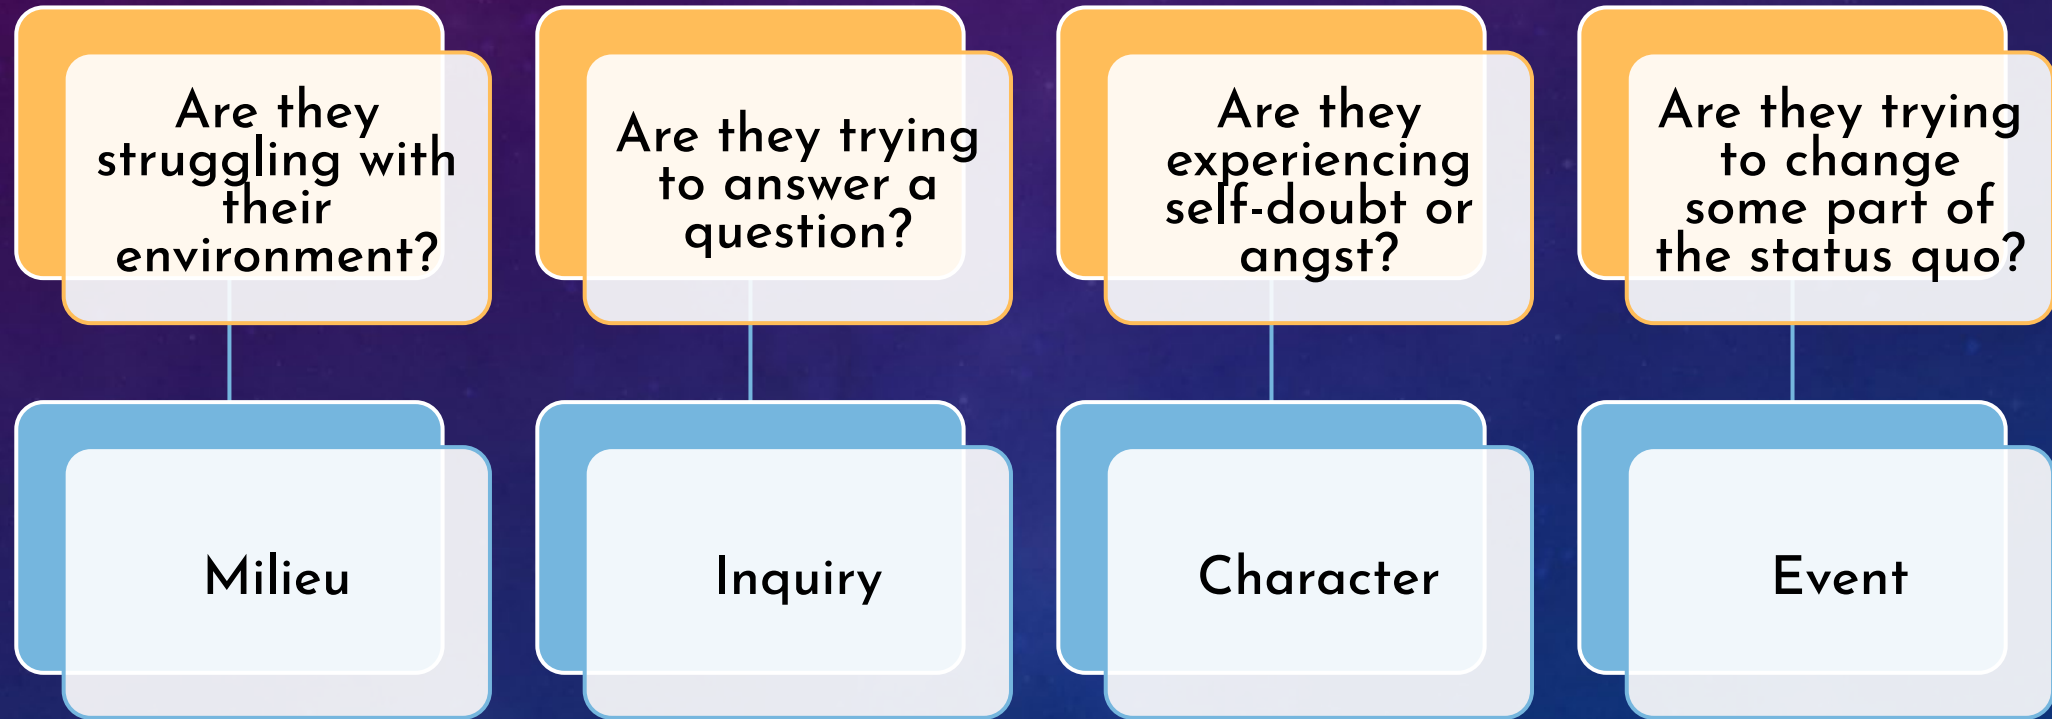 Are they
struggling with
their
environment?
Are they trying
to answer a
question?
Are they
experiencing
self-doubt or
angst?
Are they trying
to change
some part of
the status quo?
Milieu
Inquiry
Character
Event